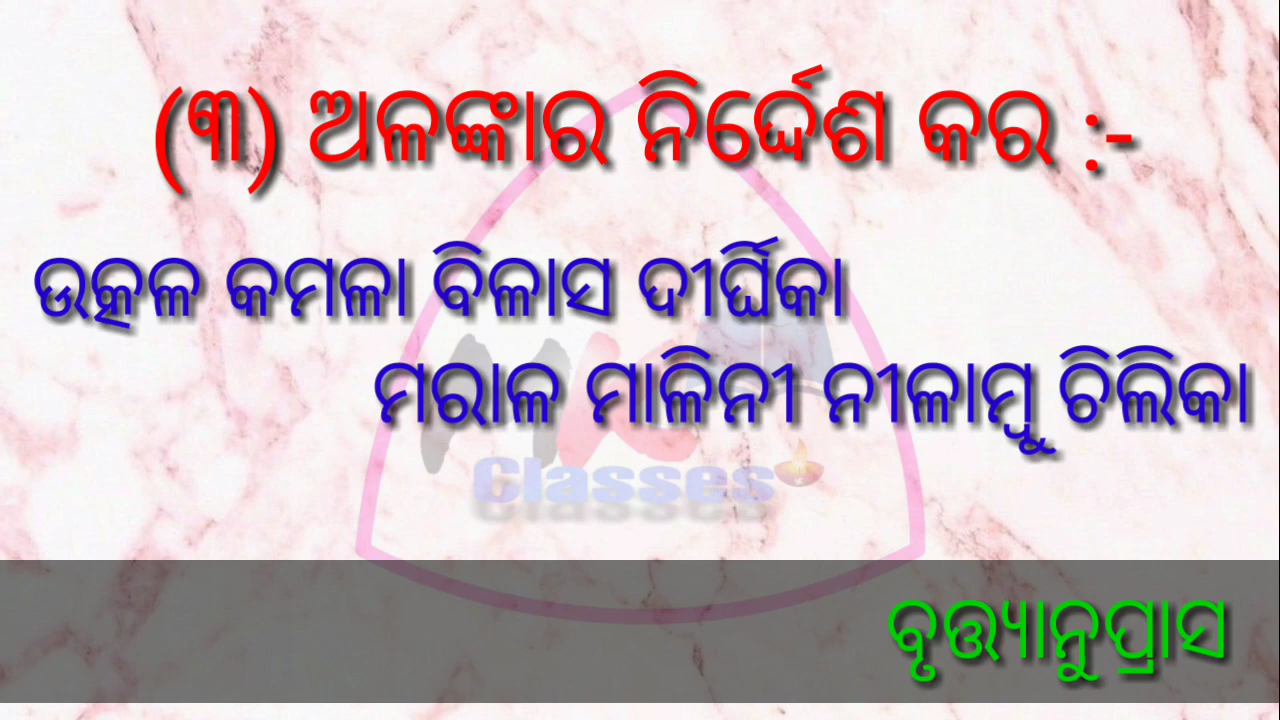 (୩) ଅଳଙ୍କାର ନିର୍ଦ୍ଦେଶ କର :-
ଉତ୍କଳ କମଳା ବିଳାସ ଦୀର୍ଘିକା
ମରାଳ ମାଳିନୀ ନୀଳାମ୍ବୁ ଚିଲିକା
Classes
ବୃତ୍ତ୍ୟାନୁପ୍ରାସ